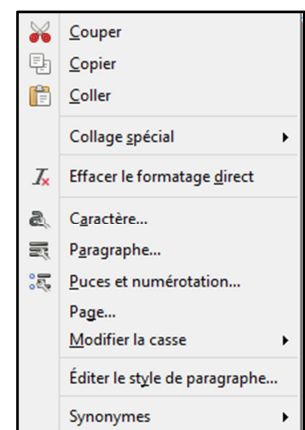 Couper
Copier
Coller
Collage spécial
Effacer le formatage direct
Caractère...
Paragraphe...
Puces et numérotation...
Page...
Modifier la casse
Éditer le style de paragraphe...
Synonymes